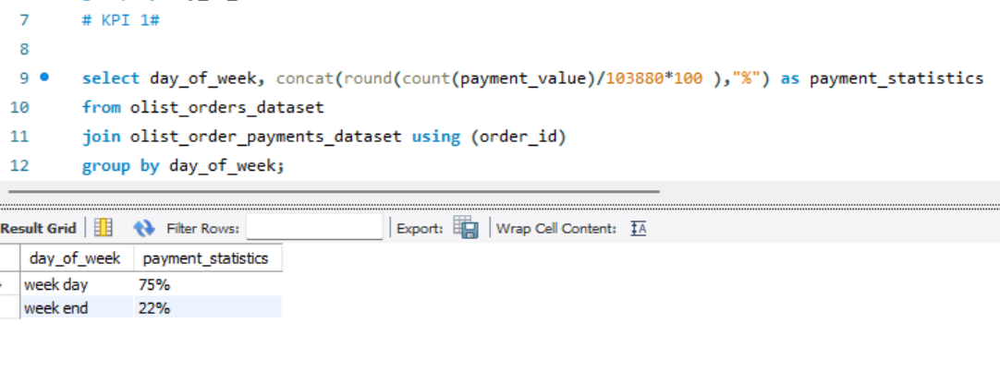 7 # KPI 1#
8
9 select day_of_week, concat(round(count(payment_value)/103880*100 ),"%") as payment_statistics
10 from olist_orders_dataset
11 join olist_order_payments_dataset using (order_id)
12 group by day_of_week;
Result Grid Filter Rows: Export: Wrap Cell Content: IA
day_of_week payment_statistics
week day 75%
week end 22%